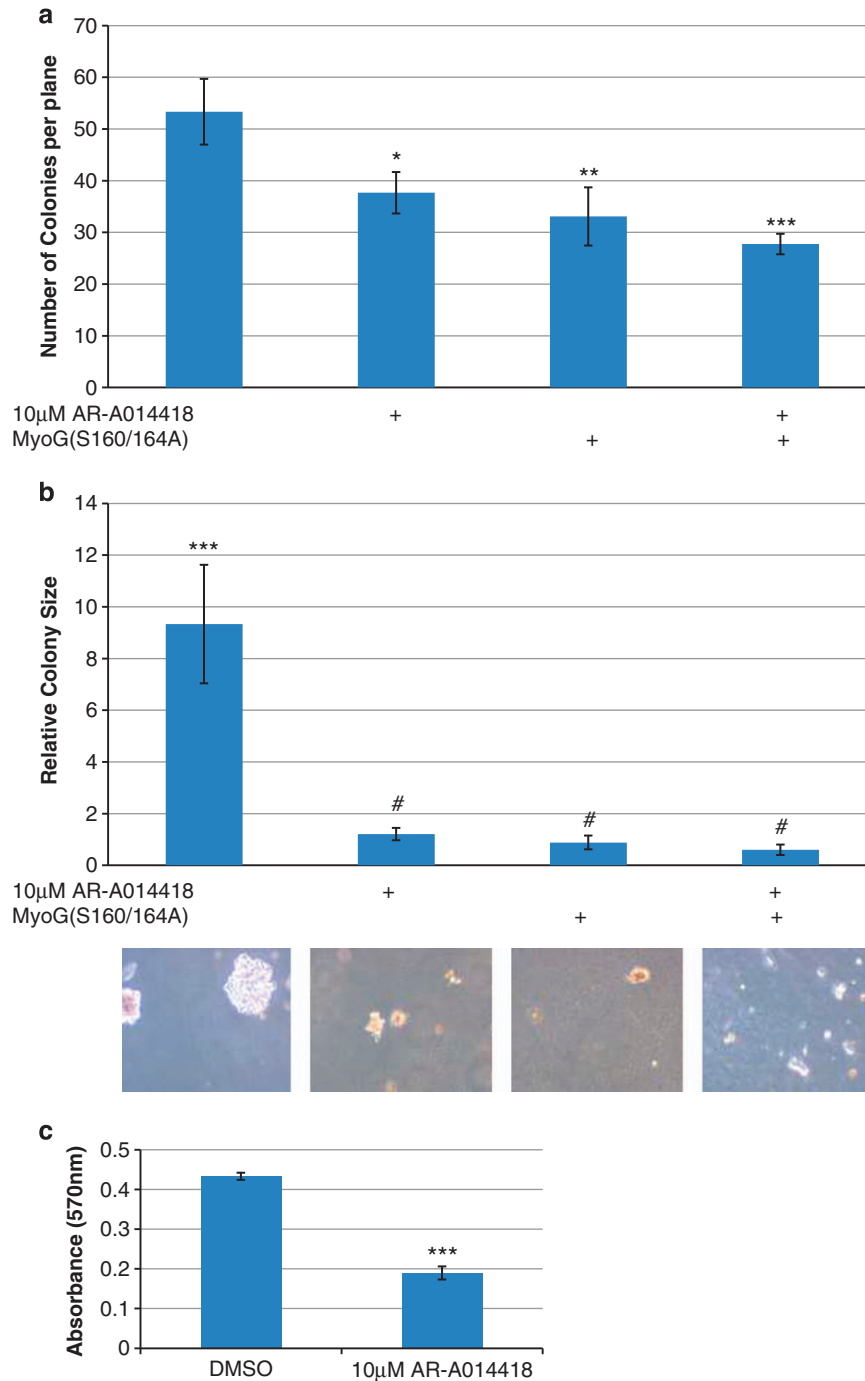 a
Number of Colonies per plane
70
60
50
40
30
20
10
0
*
**
***
10μM AR-A014418 + +
MyoG(S160/164A) + +
b
Relative Colony Size
14
12
10
8
6
4
2
0
***
#
#
#
10μM AR-A014418 + +
MyoG(S160/164A) + +
c
Absorbance (570nm)
0.5
0.4
0.3
0.2
0.1
0
***
DMSO 10μM AR-A014418